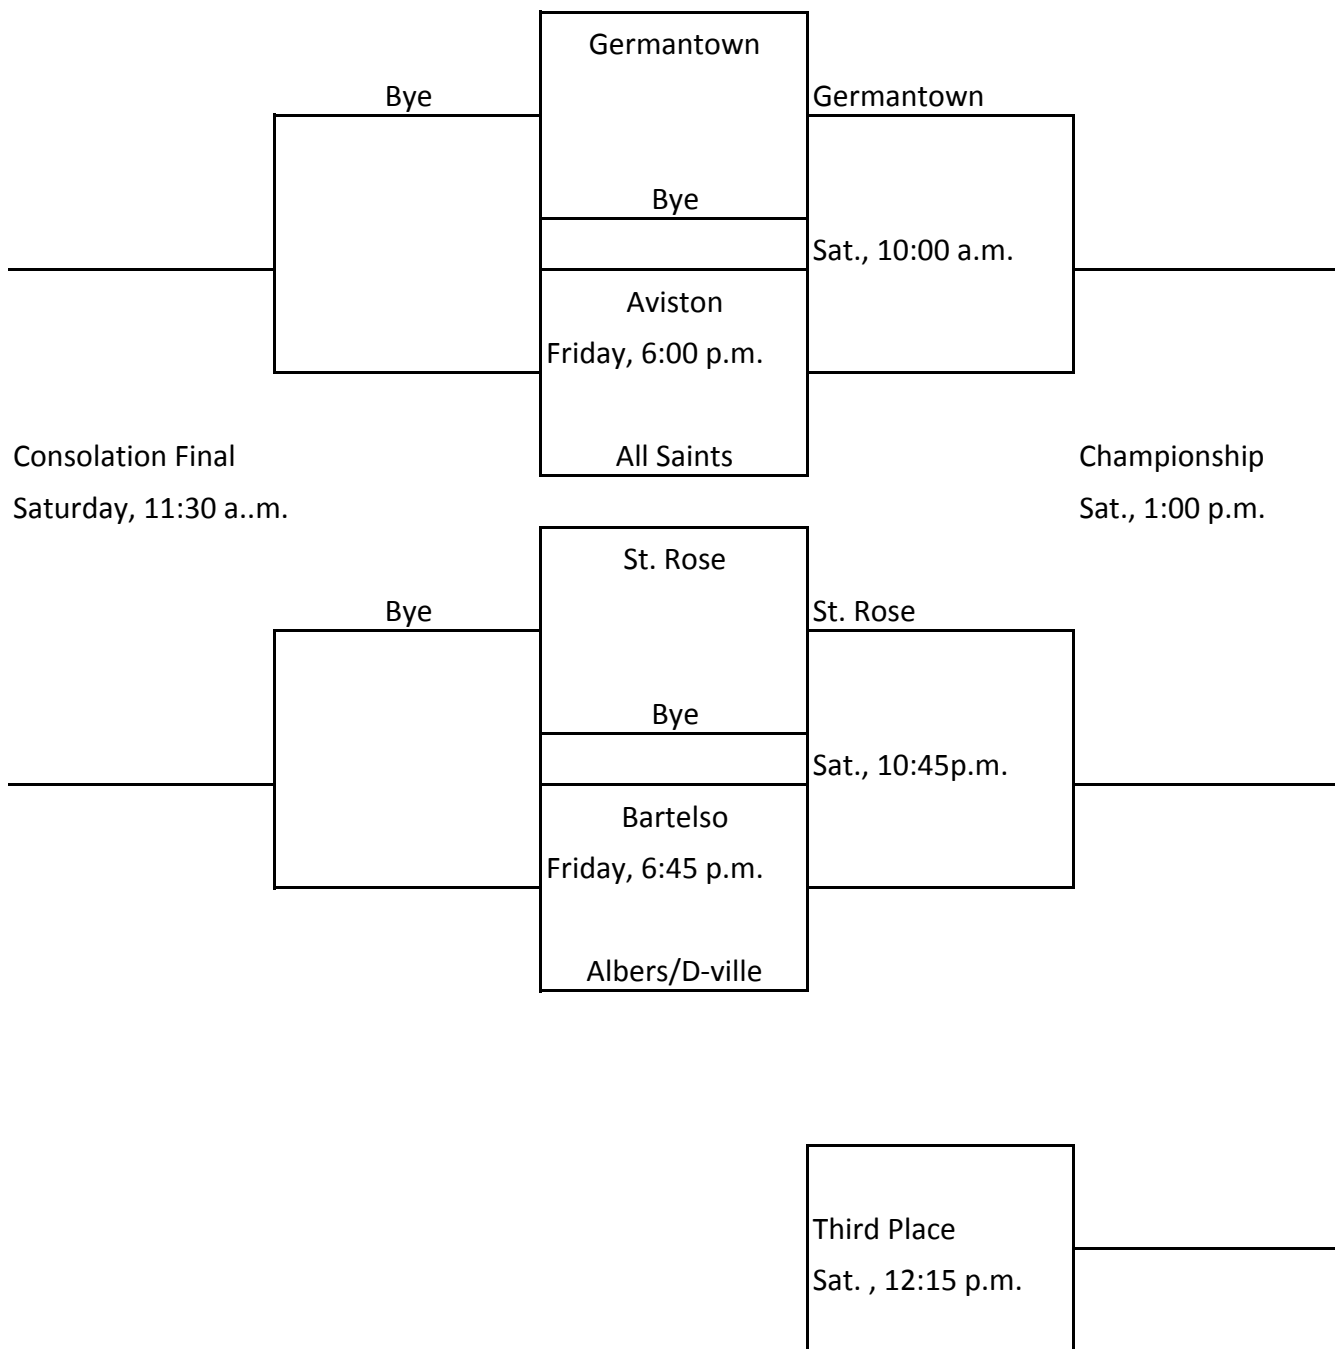 Germantown
Bye
Germantown
Bye
Sat., 10:00 a.m.
Aviston
Friday, 6:00 p.m.
Consolation Final
All Saints
Championship
Saturday, 11:30 a..m.
Sat., 1:00 p.m.
St. Rose
Bye
St. Rose
Bye
Sat., 10:45p.m.
Bartelso
Friday, 6:45 p.m.
Albers/D-ville
Third Place
Sat. , 12:15 p.m.